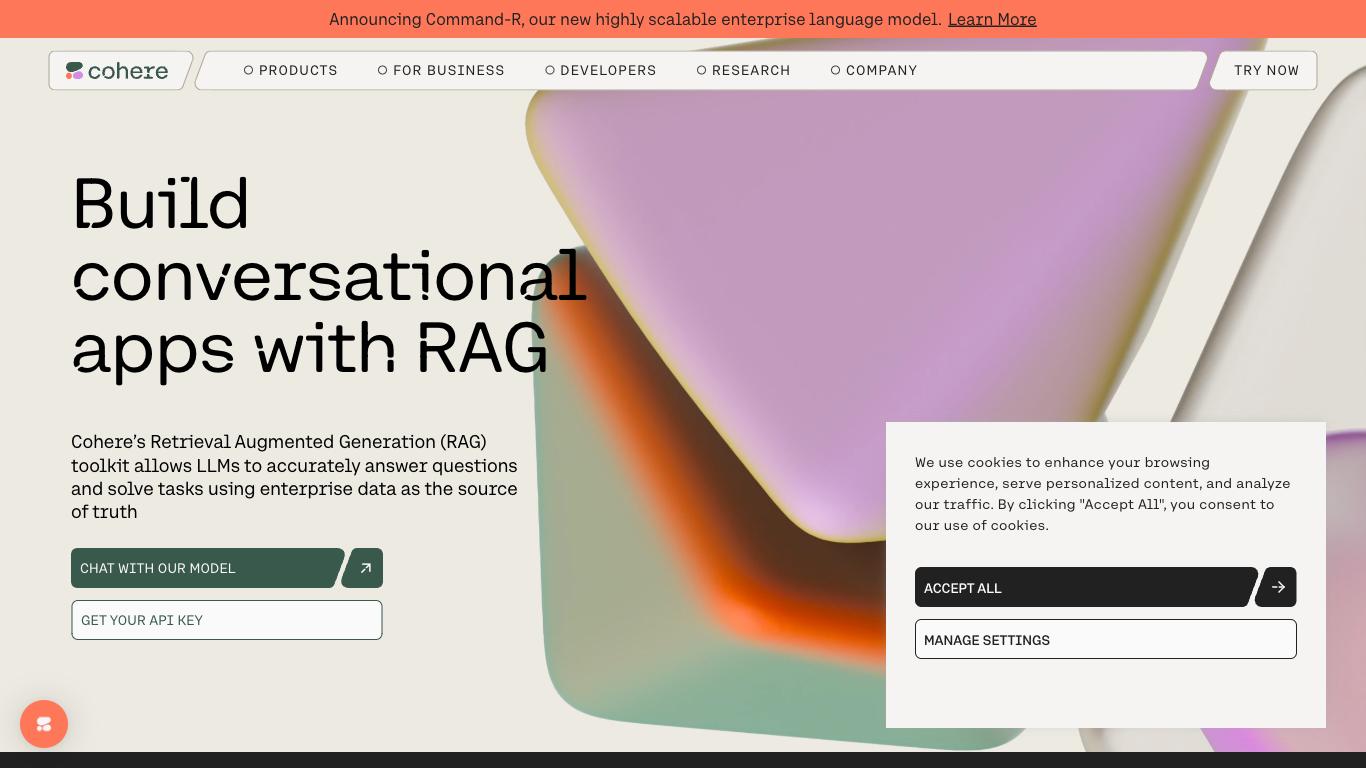 Announcing Command-R, our new highly scalable enterprise language model. Learn More
cohere
PRODUCTS
FOR BUSINESS
DEVELOPERS
RESEARCH
COMPANY
TRY NOW
Build
conversational
apps with RAG
Cohere’s Retrieval Augmented Generation (RAG)
toolkit allows LLMs to accurately answer questions
and solve tasks using enterprise data as the source
of truth
CHAT WITH OUR MODEL
GET YOUR API KEY
We use cookies to enhance your browsing
experience, serve personalized content, and analyze
our traffic. By clicking "Accept All", you consent to
our use of cookies.
ACCEPT ALL
MANAGE SETTINGS